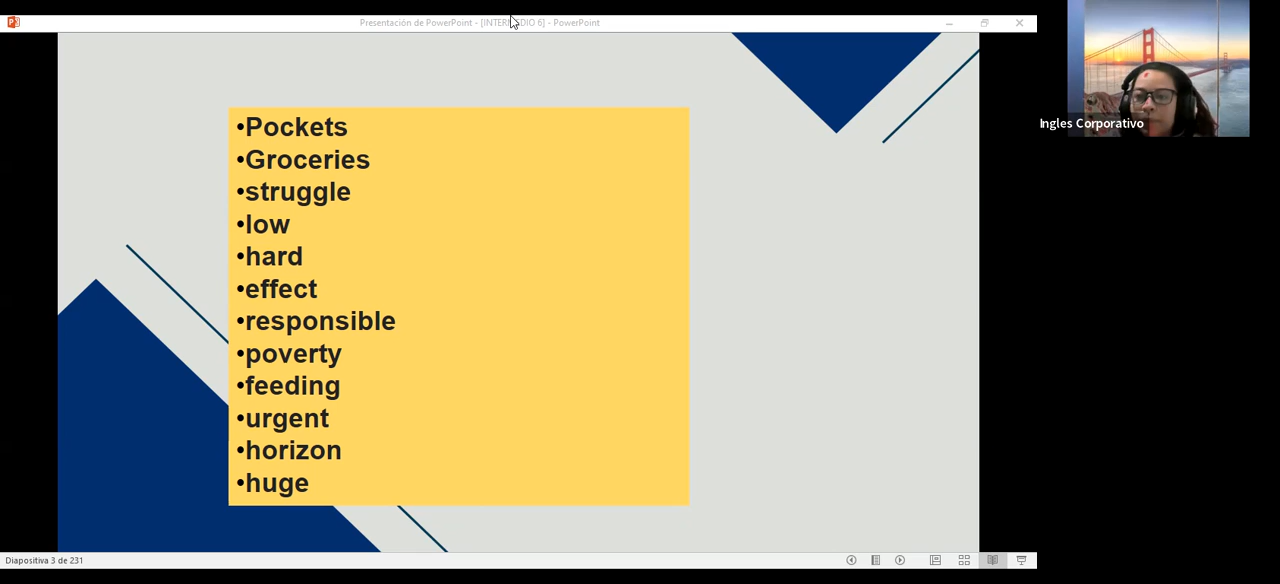 Presentación de PowerPoint - [INTERMEDIO 6] - PowerPoint
•Pockets
•Groceries
•struggle
•low
•hard
•effect
•responsible
•poverty
•feeding
•urgent
•horizon
•huge
Ingles Corporativo
Diapositiva 3 de 231